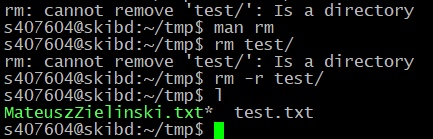 rm: cannot remove 'test/': Is a directory
s407604@skibd:~/tmp$ man rm
s407604@skibd:~/tmp$ rm test/
rm: cannot remove 'test/': Is a directory
s407604@skibd:~/tmp$ rm -r test/
s407604@skibd:~/tmp$ l
MateuszZielinski.txt*  test.txt
s407604@skibd:~/tmp$